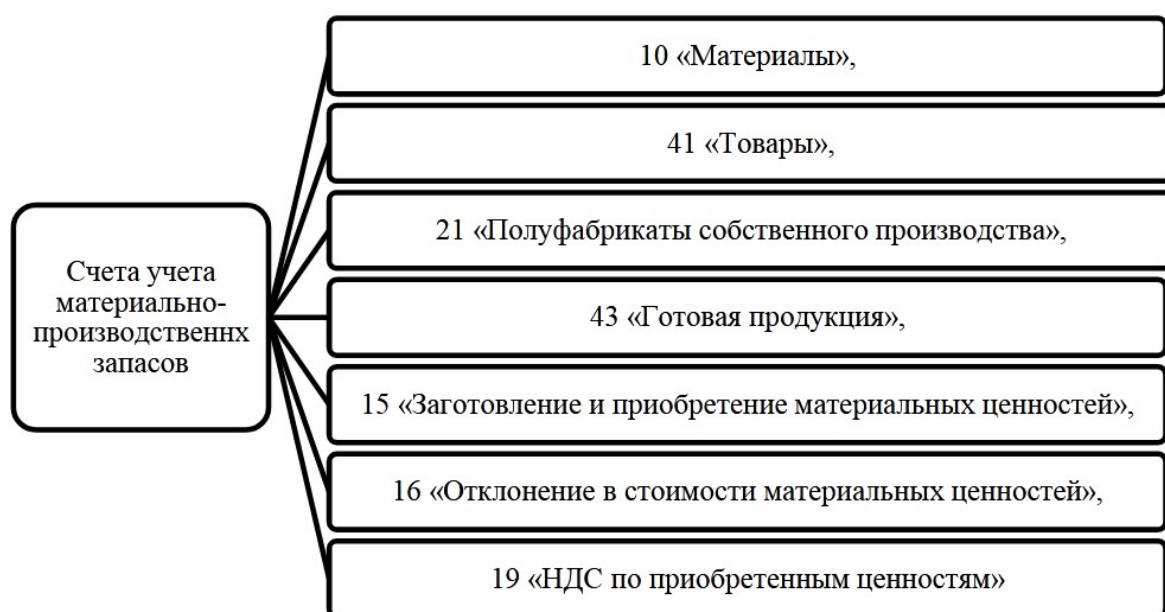 Счета учета
материально-
производственнх
запасов
10 «Материалы»,
41 «Товары»,
21 «Полуфабрикаты собственного производства»,
43 «Готовая продукция»,
15 «Заготовление и приобретение материальных ценностей»,
16 «Отклонение в стоимости материальных ценностей»,
19 «НДС по приобретенным ценностям»